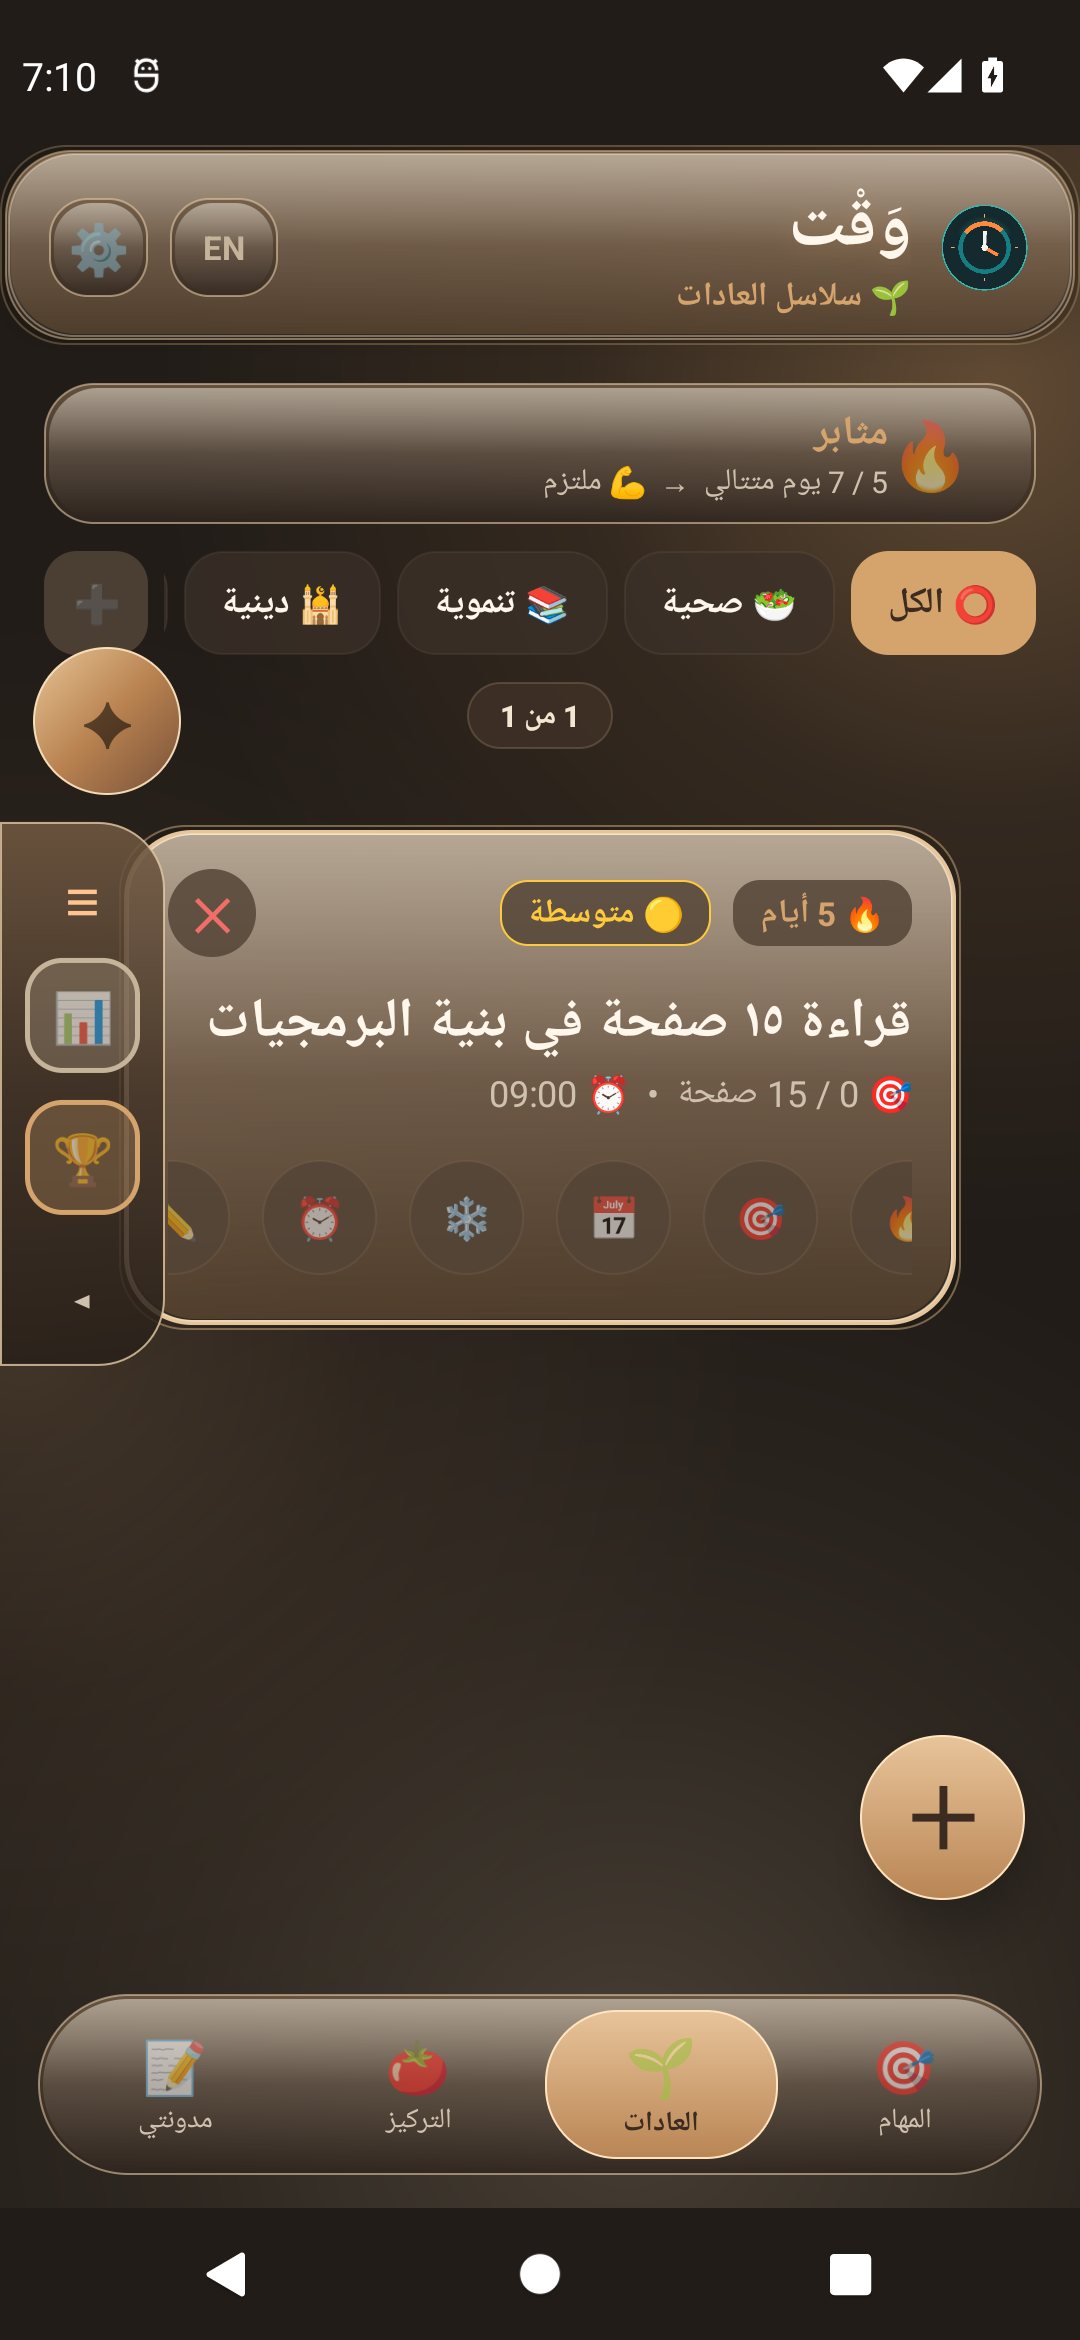 7:10
وَقْت
سلاسل العادات
EN
مثابر
5 / 7 يوم متتالي → ملتزم
الكل
صحية
تنموية
دينية
1 من 1
5 أيام
متوسطة
قراءة ١٥ صفحة في بنية البرمجيات
0 / 15 صفحة • 09:00
July
17
المهام
العادات
التركيز
مدونتي